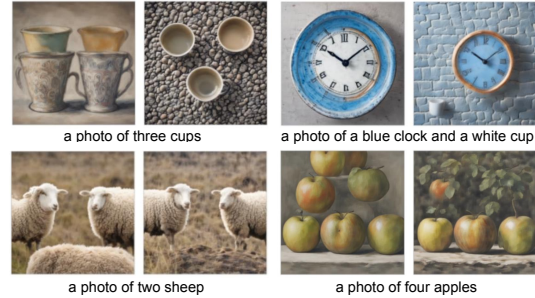 a photo of three cups
a photo of a blue clock and a white cup
a photo of two sheep
a photo of four apples